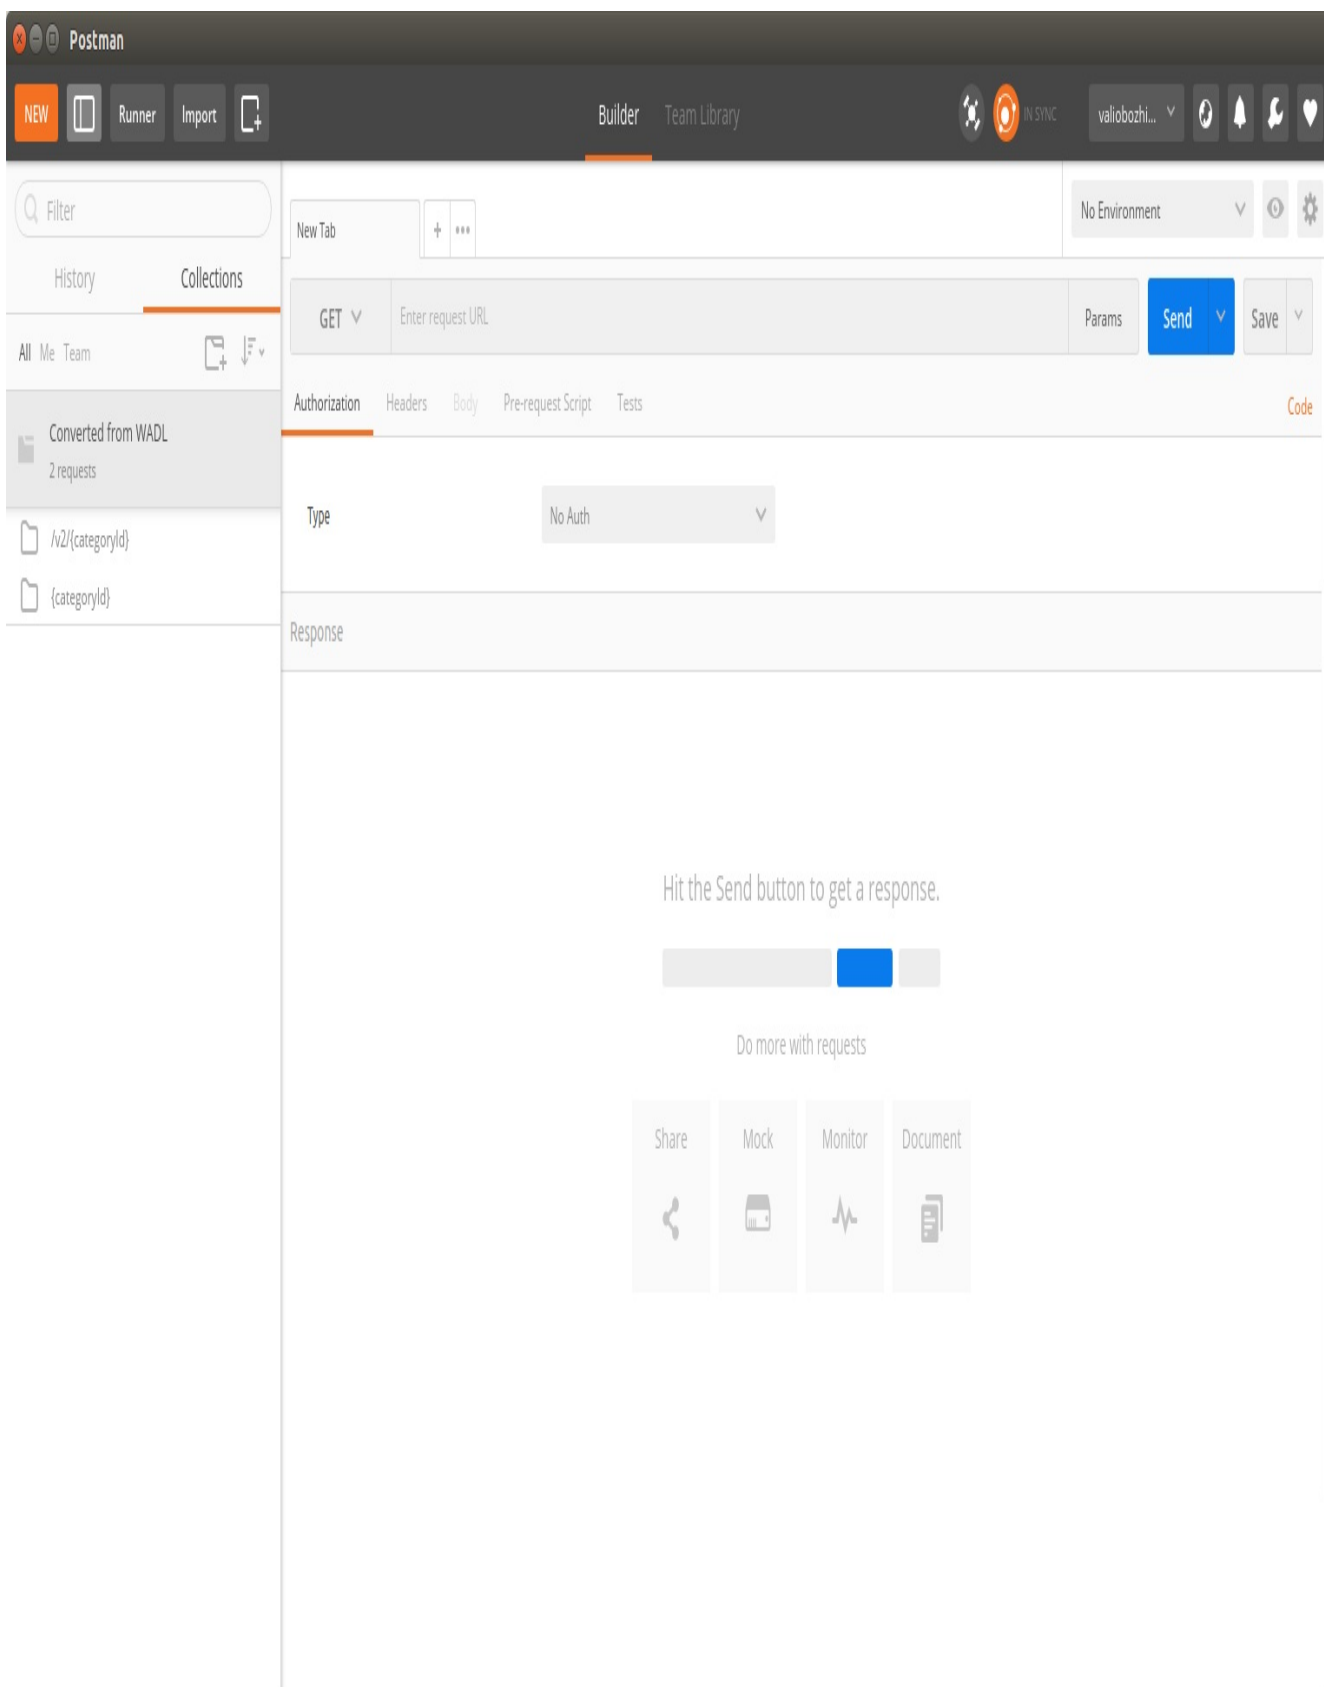 Postman
NEW Runner Import Builder Team Library IN SYNC valiobozhi...
Filter
History Collections
All Me Team
Converted from WADL
2 requests
/v2/{categoryId}
{categoryId}
New Tab + ••• No Environment
GET Enter request URL Params Send Save
Authorization Headers Body Pre-request Script Tests Code
Type No Auth
Response
Hit the Send button to get a response.
Do more with requests
Share Mock Monitor Document